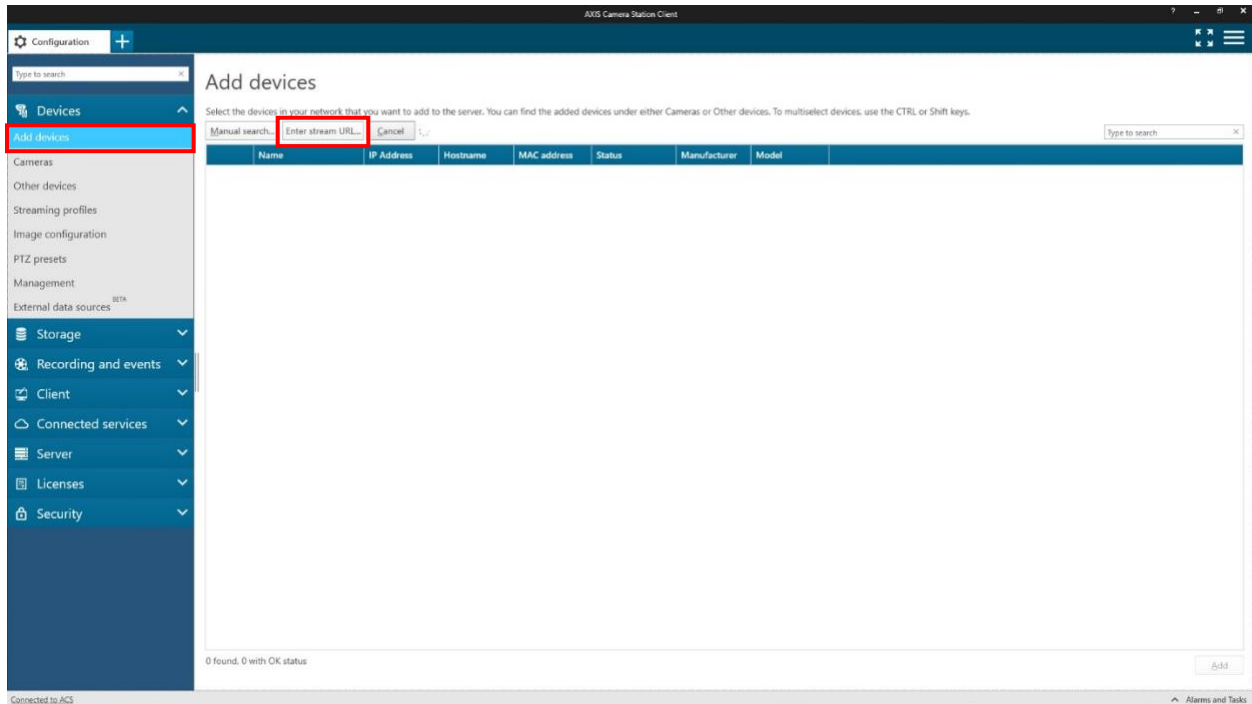 AXIS Camera Station Client
Configuration
Type to search
Add devices
Devices
Select the devices in your network that you want to add to the server. You can find the added devices under either Cameras or Other devices. To multiselect devices, use the CTRL or Shift keys.
Add devices
Manual search... Enter stream URL... Cancel Type to search
Name IP Address Hostname MAC address Status Manufacturer Model
Cameras
Other devices
Streaming profiles
Image configuration
PTZ presets
Management
External data sources BETA
Storage
Recording and events
Client
Connected services
Server
Licenses
Security
0 found, 0 with OK status
Add
Connected to ACS Alarms and Tasks